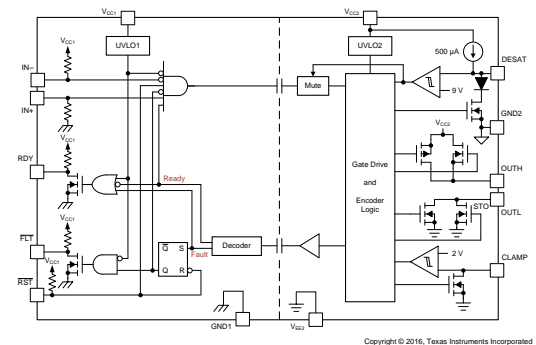 VCC1
VCC2
UVLO1
UVLO2
500 µA
DESAT
VCC1
IN–
IN+
Mute
9 V
GND2
VCC1
VCC2
RDY
Ready
Gate Drive
and
Encoder
Logic
OUTH
OUTL
STO
VCC1
FLT
Q S
Fault
Decoder
2 V
VCC1
Q R
CLAMP
RST
GND1
VEE2
Copyright © 2016, Texas Instruments Incorporated